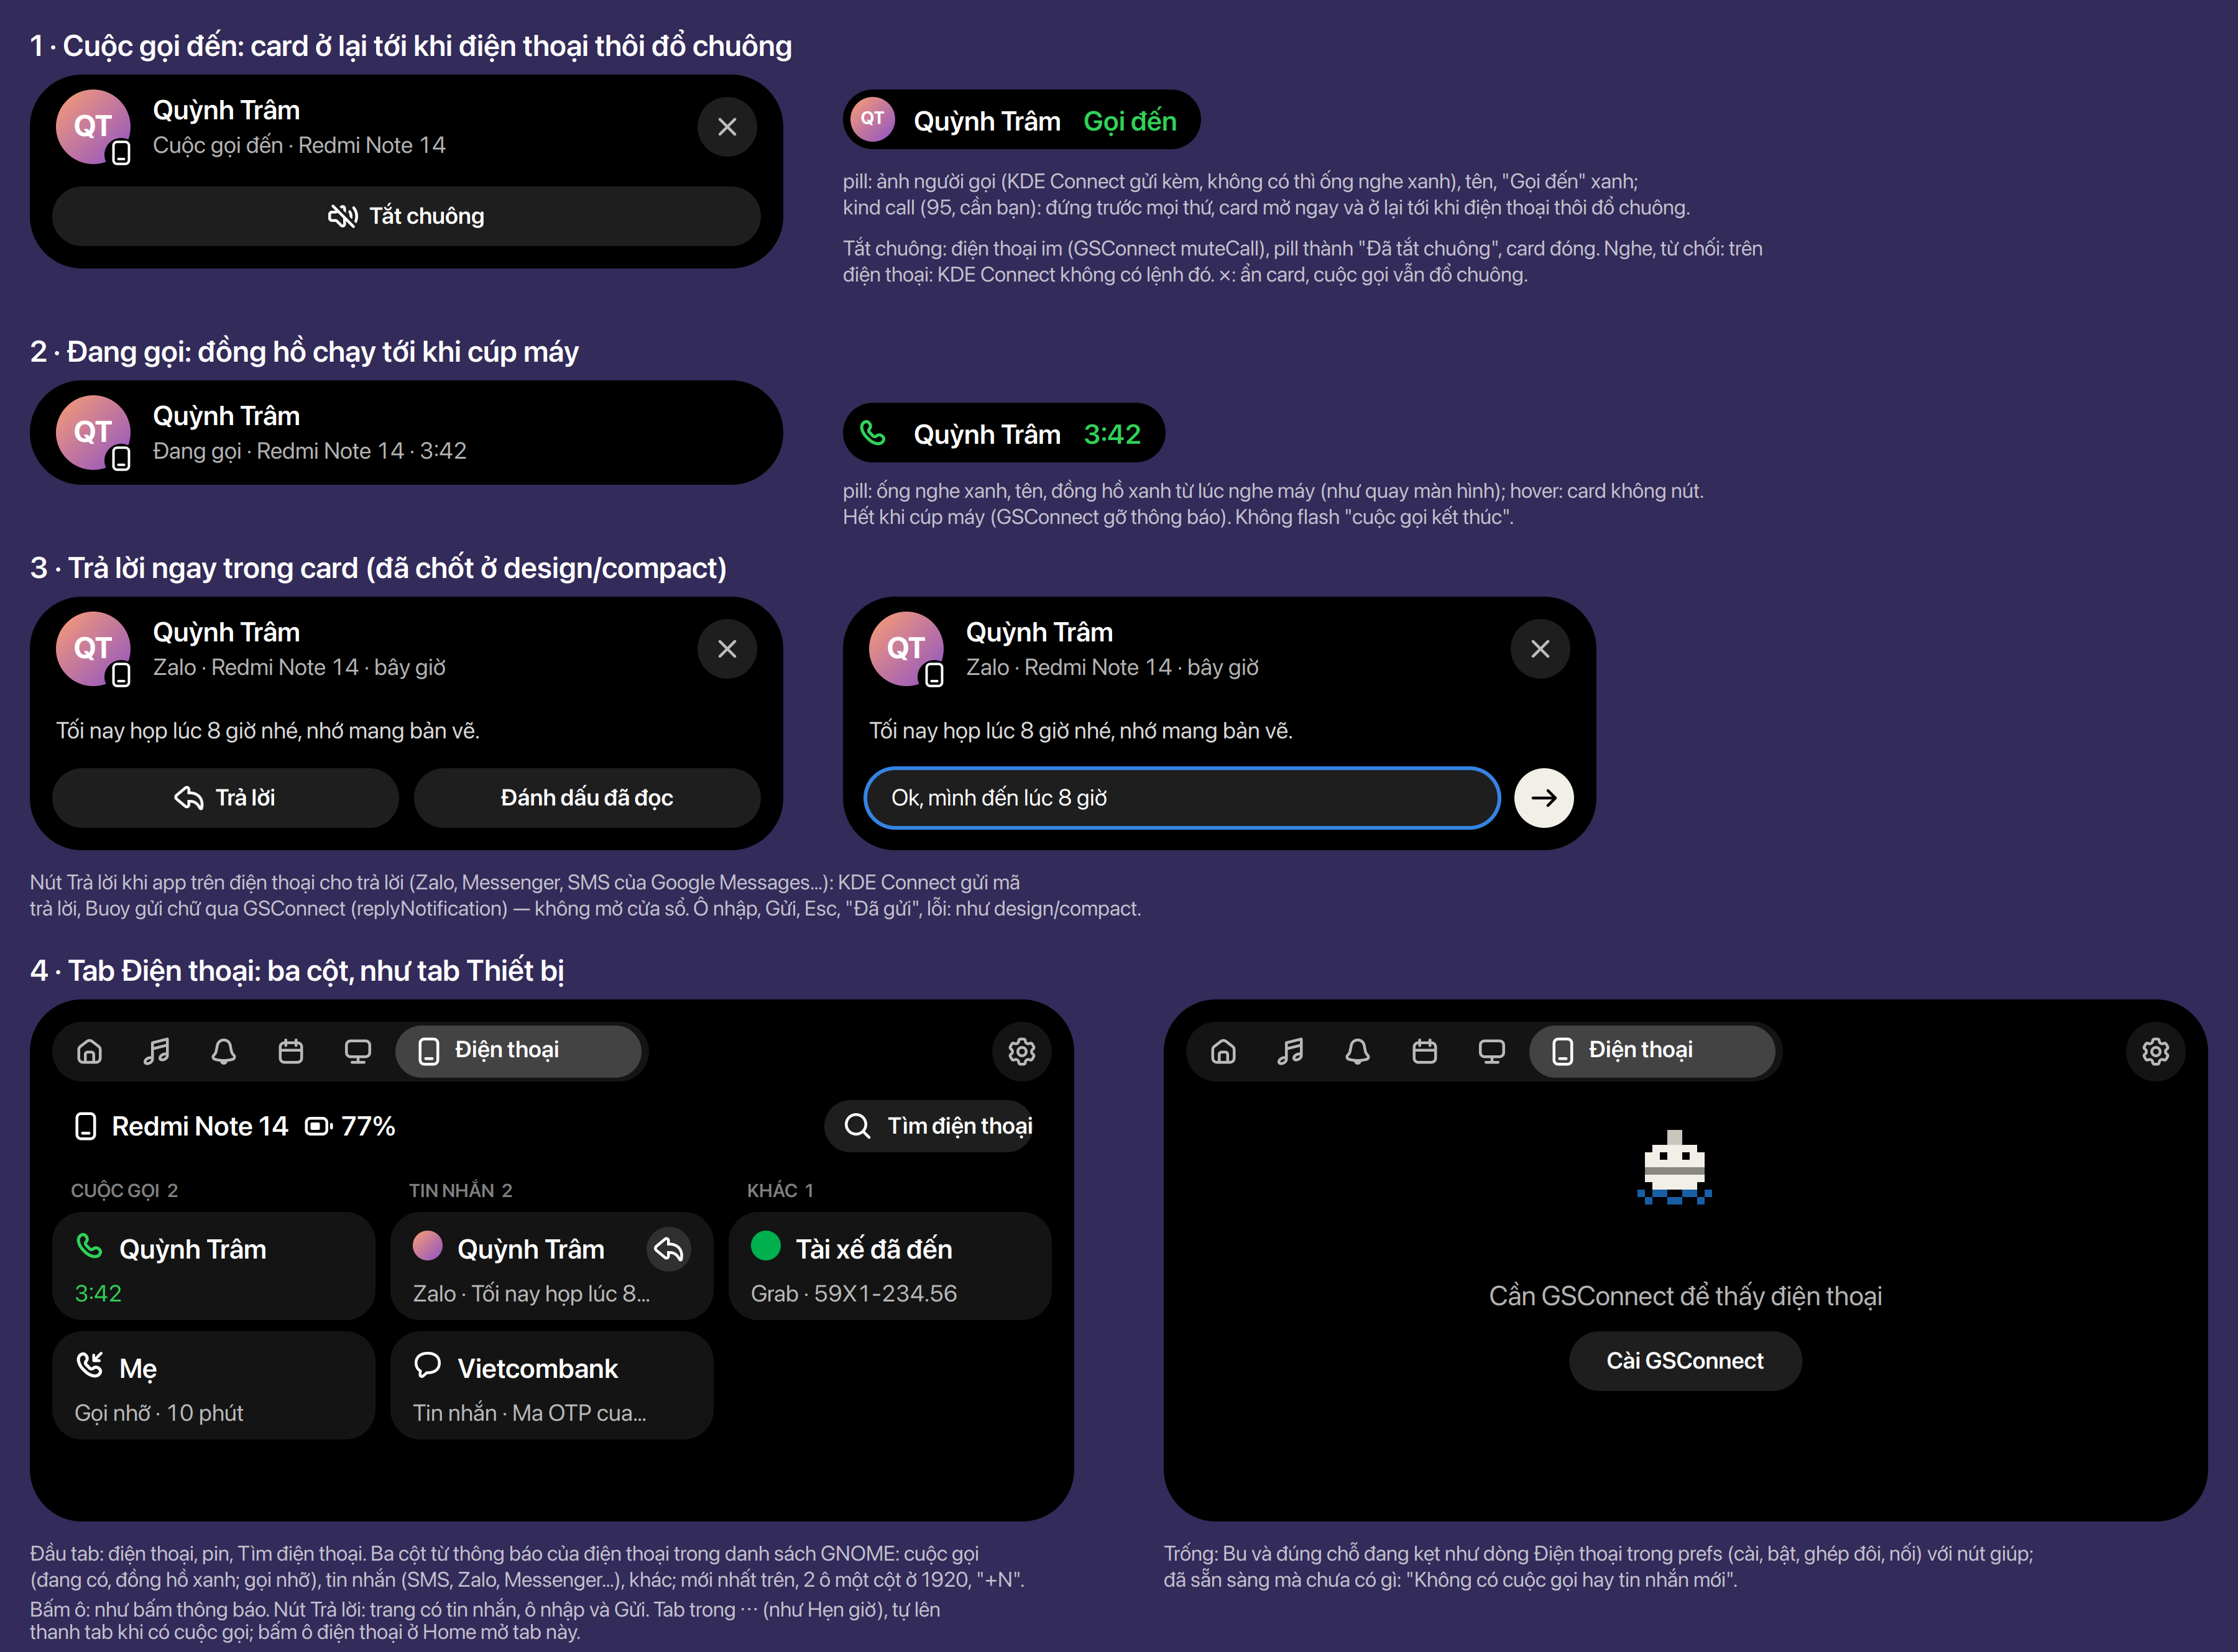 1 · Cuộc gọi đến: card ở lại tới khi điện thoại thôi đổ chuông
QT
Quỳnh Trâm
Cuộc gọi đến · Redmi Note 14
Tắt chuông
QT
Quỳnh Trâm Gọi đến
pill: ảnh người gọi (KDE Connect gửi kèm, không có thì ống nghe xanh), tên, "Gọi đến" xanh;
kind call (95, cần bạn): đứng trước mọi thứ, card mở ngay và ở lại tới khi điện thoại thôi đổ chuông.
Tắt chuông: điện thoại im (GSConnect muteCall), pill thành "Đã tắt chuông", card đóng. Nghe, từ chối: trên
điện thoại: KDE Connect không có lệnh đó. ×: ẩn card, cuộc gọi vẫn đổ chuông.
2 · Đang gọi: đồng hồ chạy tới khi cúp máy
QT
Quỳnh Trâm
Đang gọi · Redmi Note 14 · 3:42
Quỳnh Trâm 3:42
pill: ống nghe xanh, tên, đồng hồ xanh từ lúc nghe máy (như quay màn hình); hover: card không nút.
Hết khi cúp máy (GSConnect gỡ thông báo). Không flash "cuộc gọi kết thúc".
3 · Trả lời ngay trong card (đã chốt ở design/compact)
QT
Quỳnh Trâm
Zalo · Redmi Note 14 · bây giờ
Tối nay họp lúc 8 giờ nhé, nhớ mang bản vẽ.
Trả lời
Đánh dấu đã đọc
QT
Quỳnh Trâm
Zalo · Redmi Note 14 · bây giờ
Tối nay họp lúc 8 giờ nhé, nhớ mang bản vẽ.
Ok, mình đến lúc 8 giờ
Nút Trả lời khi app trên điện thoại cho trả lời (Zalo, Messenger, SMS của Google Messages...): KDE Connect gửi mã
trả lời, Buoy gửi chữ qua GSConnect (replyNotification) — không mở cửa sổ. Ô nhập, Gửi, Esc, "Đã gửi", lỗi: như design/compact.
4 · Tab Điện thoại: ba cột, như tab Thiết bị
Điện thoại
Redmi Note 14 77%
Tìm điện thoại
CUỘC GỌI 2
TIN NHẮN 2
KHÁC 1
Quỳnh Trâm
3:42
Quỳnh Trâm
Zalo · Tối nay họp lúc 8...
Tài xế đã đến
Grab · 59X1-234.56
Mẹ
Gọi nhỡ · 10 phút
Vietcombank
Tin nhắn · Ma OTP cua...
Điện thoại
Cần GSConnect để thấy điện thoại
Cài GSConnect
Đầu tab: điện thoại, pin, Tìm điện thoại. Ba cột từ thông báo của điện thoại trong danh sách GNOME: cuộc gọi
(đang có, đồng hồ xanh; gọi nhỡ), tin nhắn (SMS, Zalo, Messenger...), khác; mới nhất trên, 2 ô một cột ở 1920, "+N".
Bấm ô: như bấm thông báo. Nút Trả lời: trang có tin nhắn, ô nhập và Gửi. Tab trong ⋯ (như Hẹn giờ), tự lên
thanh tab khi có cuộc gọi; bấm ô điện thoại ở Home mở tab này.
Trống: Bu và đúng chỗ đang kẹt như dòng Điện thoại trong prefs (cài, bật, ghép đôi, nối) với nút giúp;
đã sẵn sàng mà chưa có gì: "Không có cuộc gọi hay tin nhắn mới".